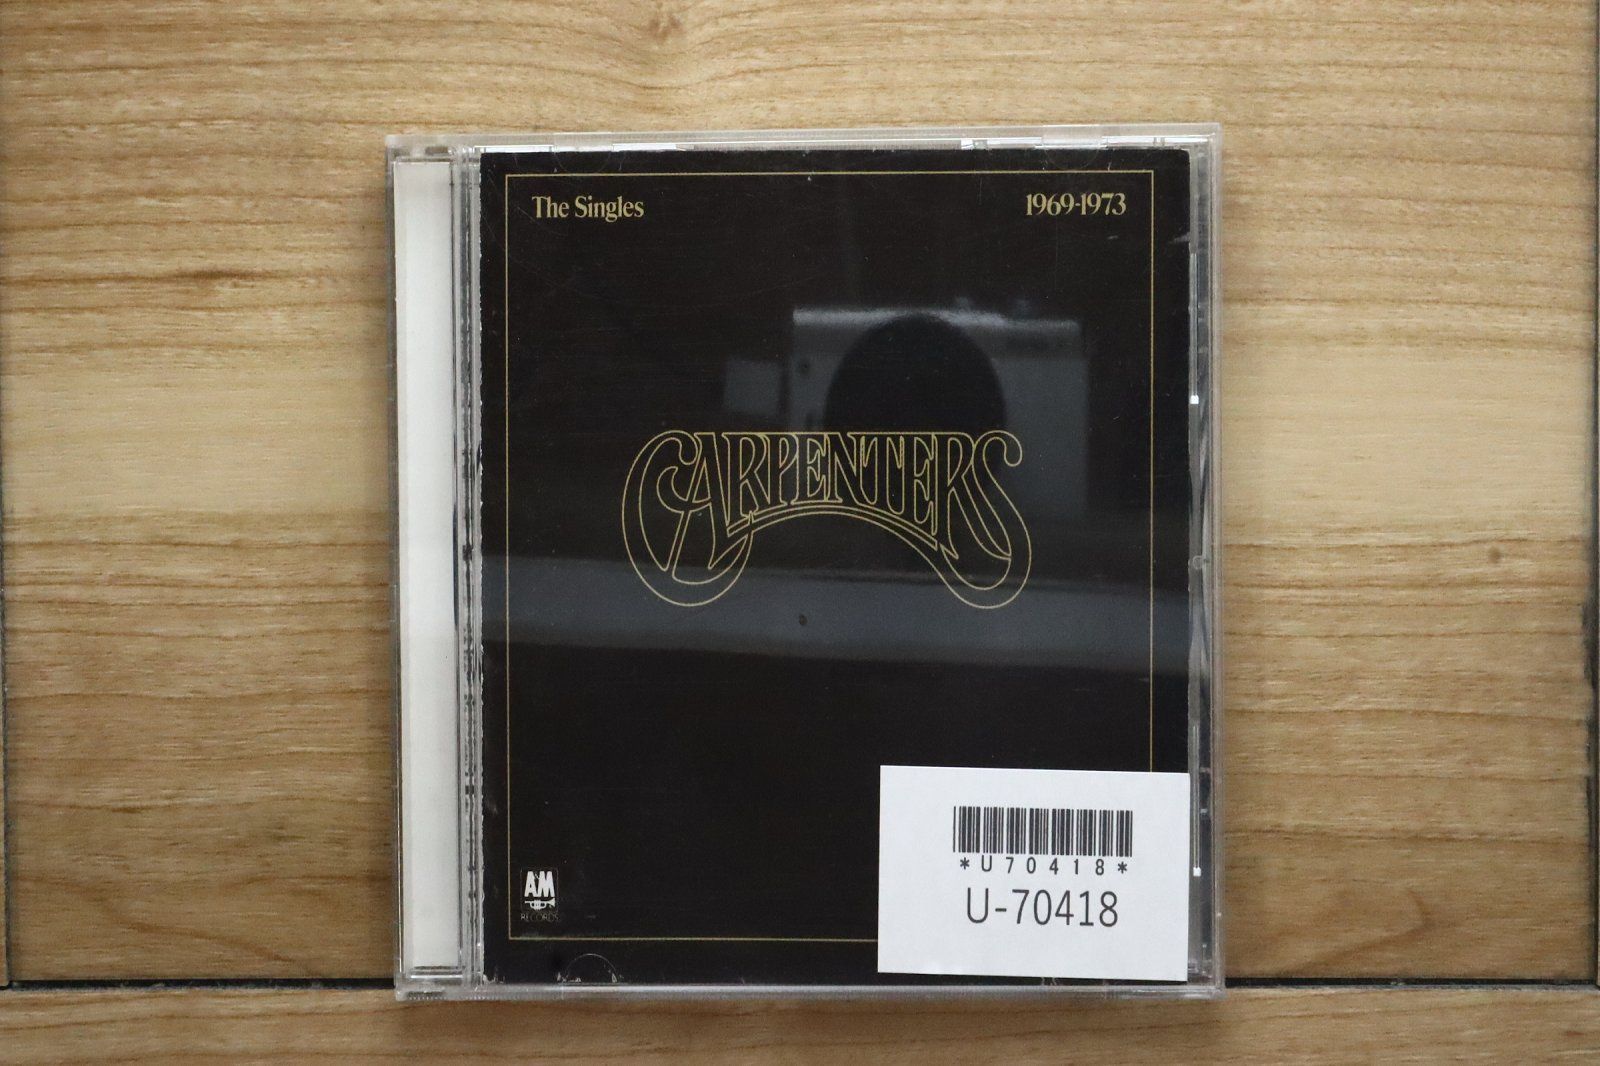 The Singles
1969-1973
CARPENTERS
A&M
RECORDS
*U70418*
U-70418